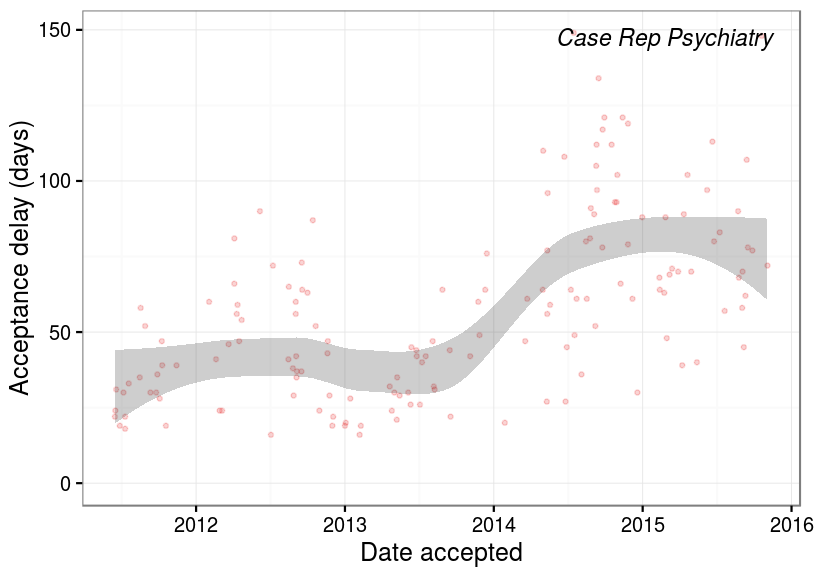 Case Rep Psychiatry
150
100
50
0
Acceptance delay (days)
2012 2013 2014 2015 2016
Date accepted